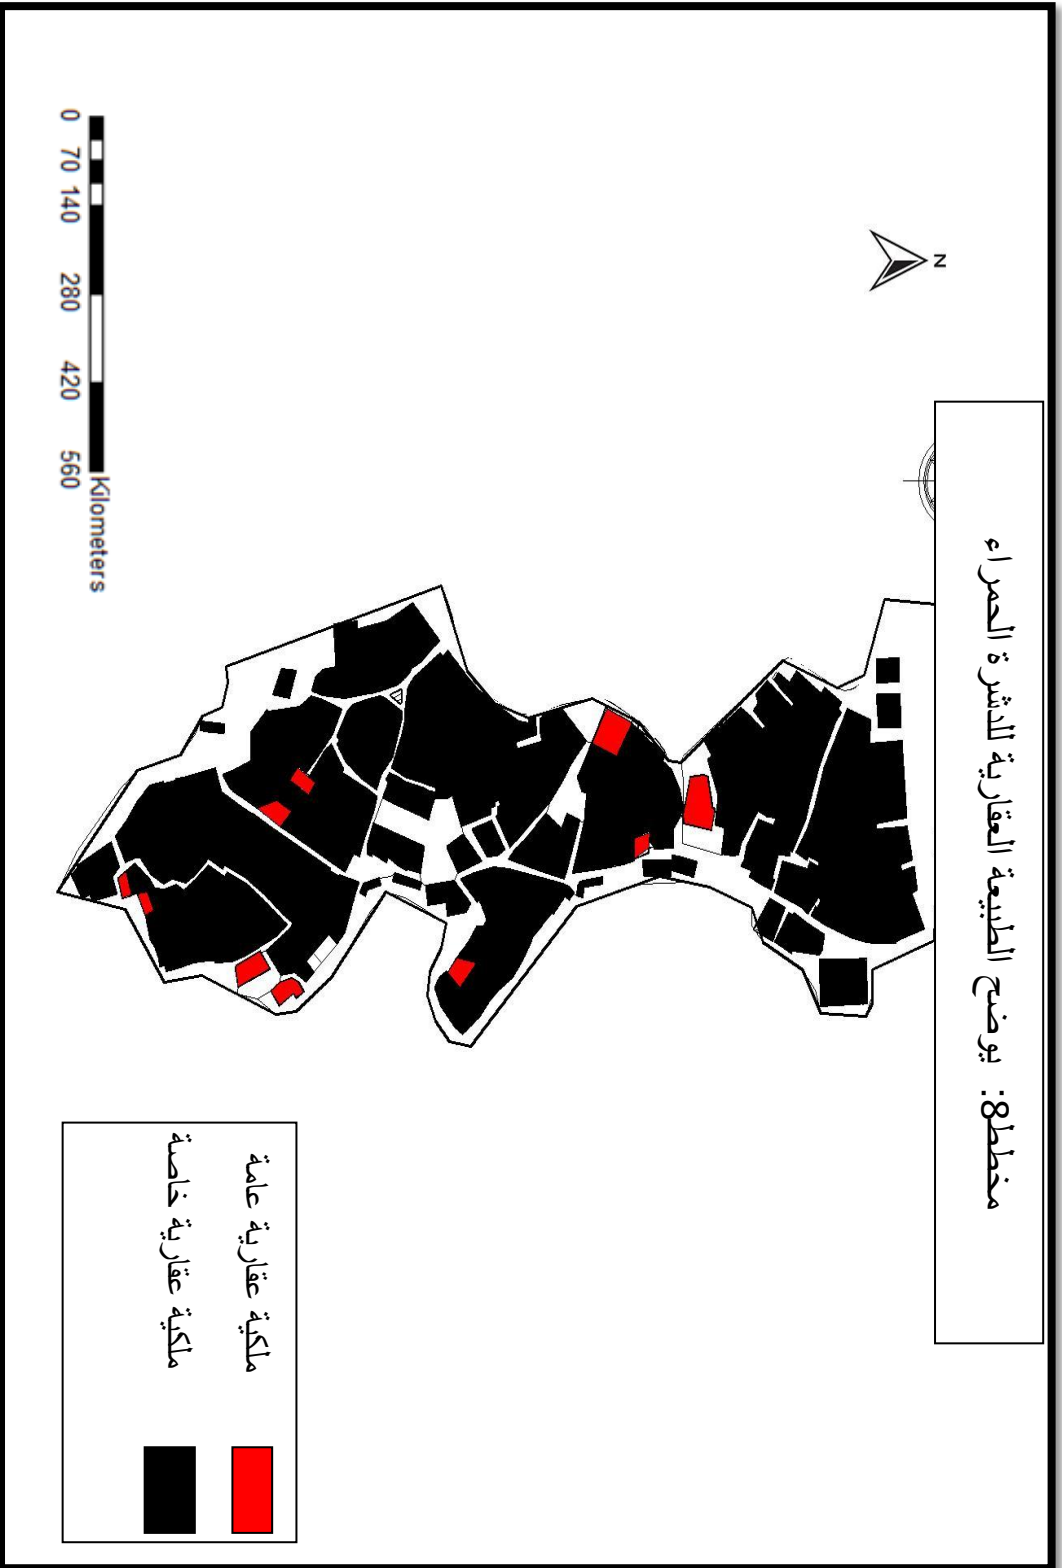 مخطط8: يوضح الطبيعة العقارية للدشرة الحمراء
N
ملكية عقارية عامة
ملكية عقارية خاصة
0 70 140 280 420 560
Kilometers